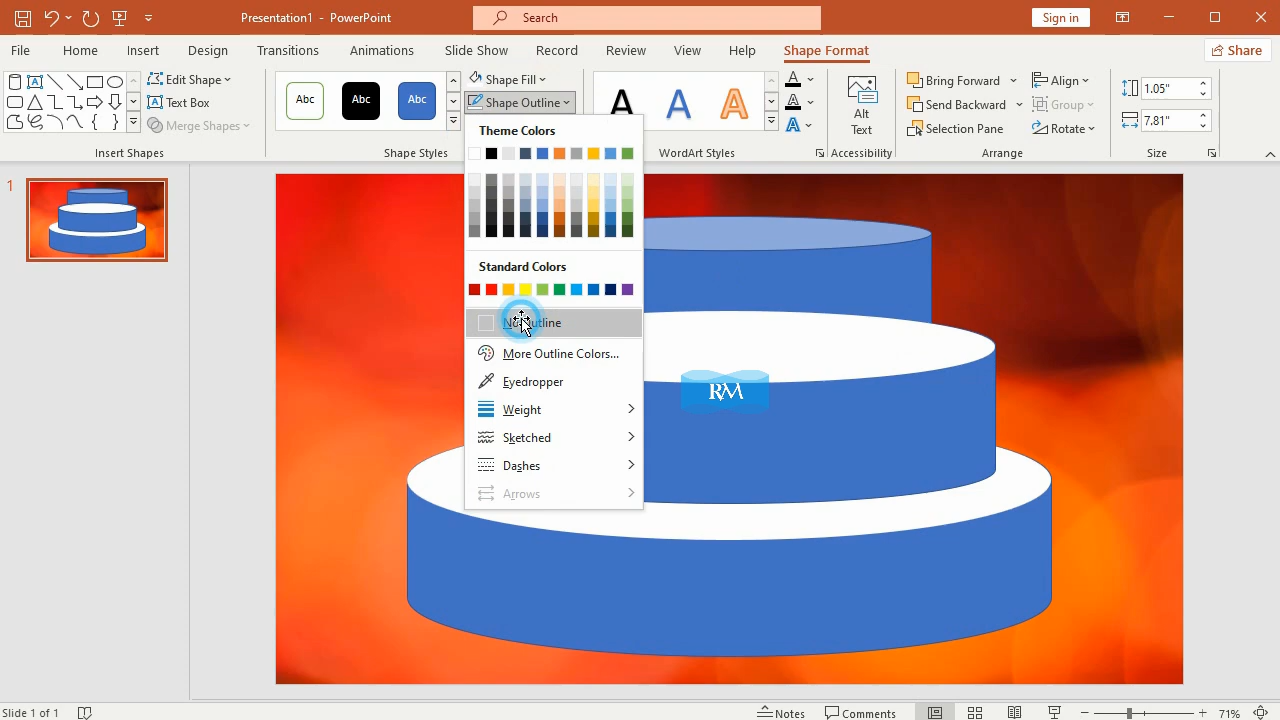 Presentation1 - PowerPoint
Search
Sign in
File Home Insert Design Transitions Animations Slide Show Record Review View Help Shape Format
Share
Edit Shape
Text Box
Merge Shapes
Insert Shapes
Abc Abc Abc
Shape Fill
Shape Outline
Shape Styles
A A A
A
A
A
WordArt Styles
Alt
Text
Accessibility
Bring Forward
Send Backward
Selection Pane
Align
Group
Rotate
Arrange
1.05"
7.81"
Size
Theme Colors
Standard Colors
No Outline
More Outline Colors...
Eyedropper
Weight
Sketched
Dashes
Arrows
1
RM
Slide 1 of 1
Notes
Comments
71%